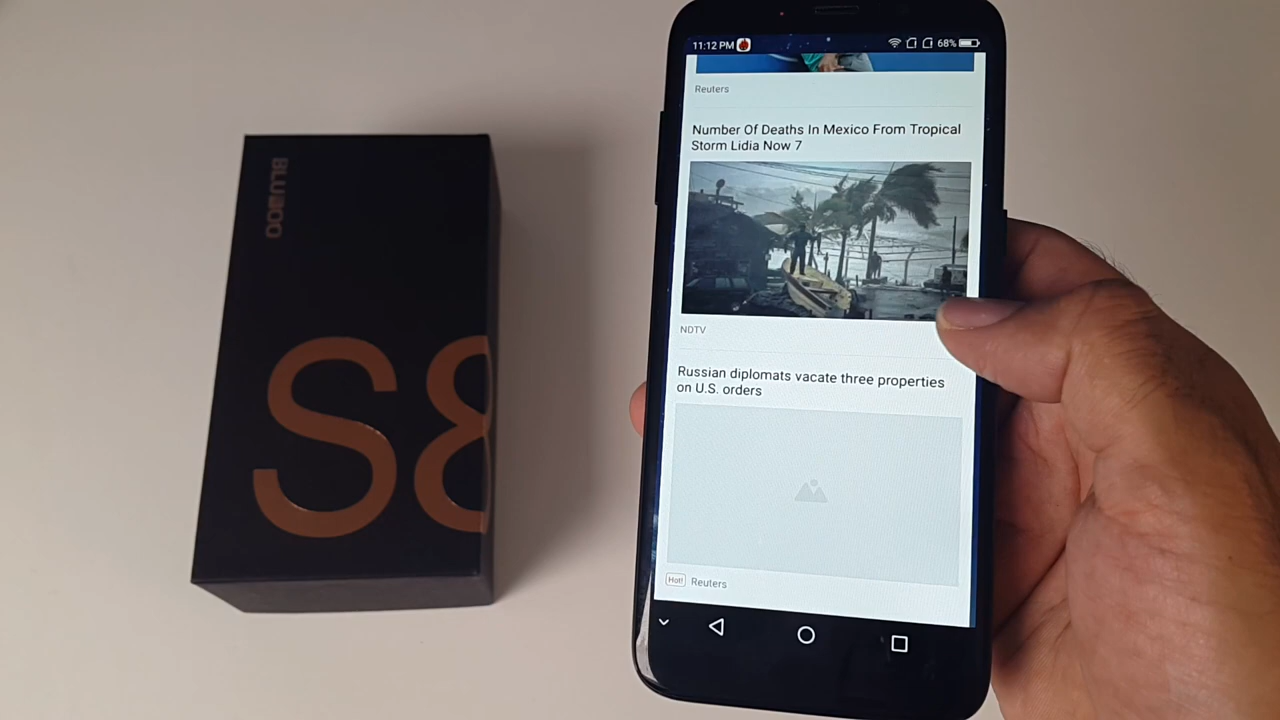 BLUBOO
S8
11:12 PM
68%
Reuters
Number Of Deaths In Mexico From Tropical
Storm Lidia Now 7
NDTV
Russian diplomats vacate three properties
on U.S. orders
Hot! Reuters